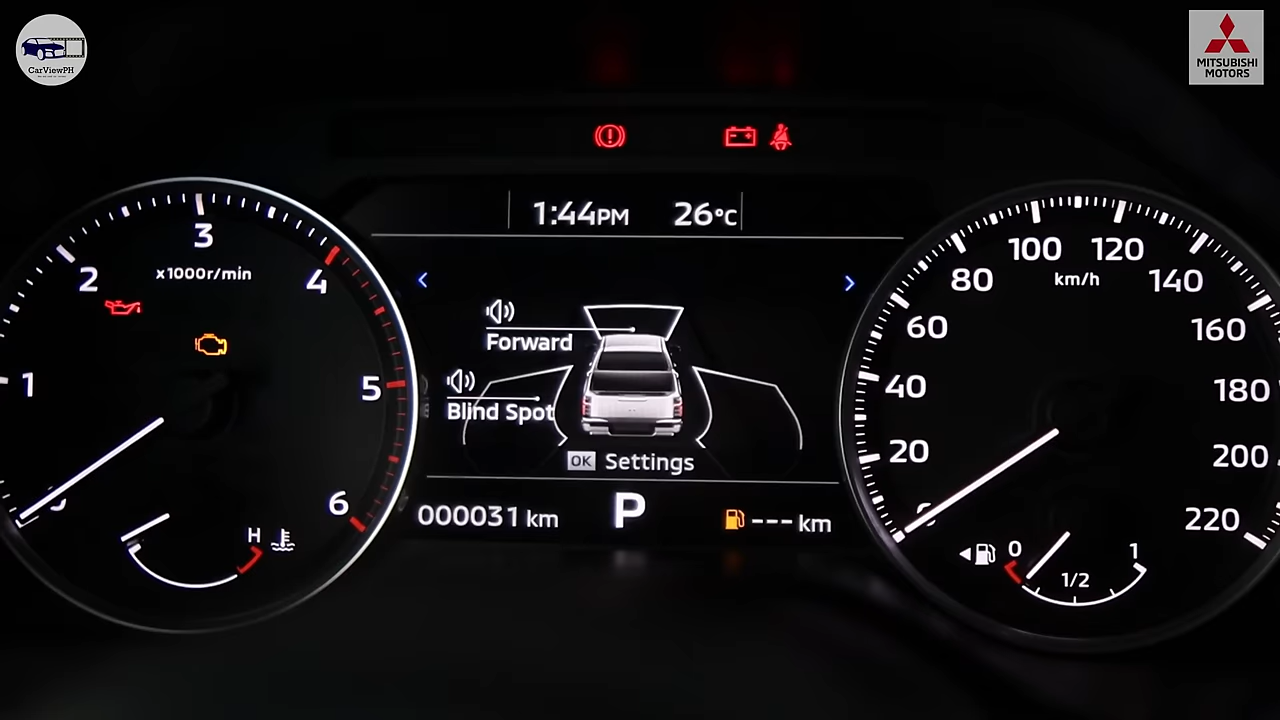 CarViewPH
MITSUBISHI
MOTORS
1:44PM 26°C
x1000r/min
1
2
3
4
5
6
H
Forward
Blind Spot
OK Settings
000031 km
P
--- km
km/h
0
20
40
60
80
100
120
140
160
180
200
220
0
1/2
1